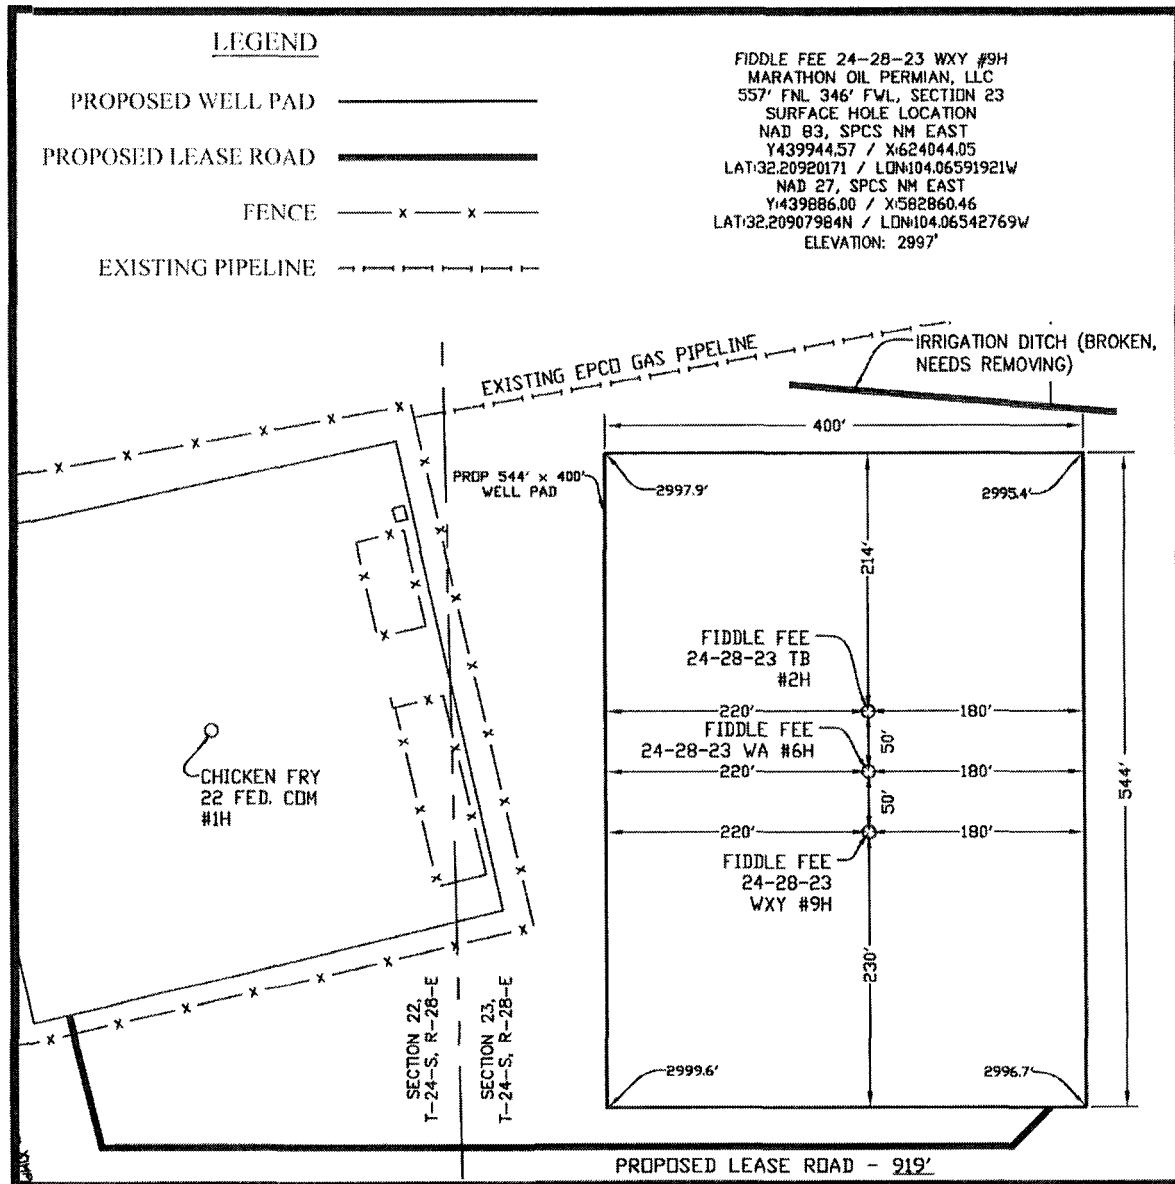 LEGEND
PROPOSED WELL PAD
PROPOSED LEASE ROAD
FENCE
EXISTING PIPELINE
FIDDLE FEE 24-28-23 WXY #9H
MARATHON OIL PERMIAN, LLC
557' FNL 346' FWL, SECTION 23
SURFACE HOLE LOCATION
NAD 83, SPCS NM EAST
Y:439944.57 / X:624044.05
LAT:32.20920171 / LON:104.06591921W
NAD 27, SPCS NM EAST
Y:439886.00 / X:582860.46
LAT:32.20907984N / LON:104.06542769W
ELEVATION: 2997'
EXISTING EPCO GAS PIPELINE
IRRIGATION DITCH (BROKEN,
NEEDS REMOVING)
400'
PROP 544' x 400'
WELL PAD
2997.9'
2995.4'
214'
FIDDLE FEE
24-28-23 TB
#2H
220'
180'
50'
FIDDLE FEE
24-28-23 WA #6H
220'
180'
50'
220'
180'
FIDDLE FEE
24-28-23
WXY #9H
544'
230'
CHICKEN FRY
22 FED. COM
#1H
SECTION 22,
T-24-S, R-28-E
SECTION 23,
T-24-S, R-28-E
2999.6'
2996.7'
PROPOSED LEASE ROAD - 919'